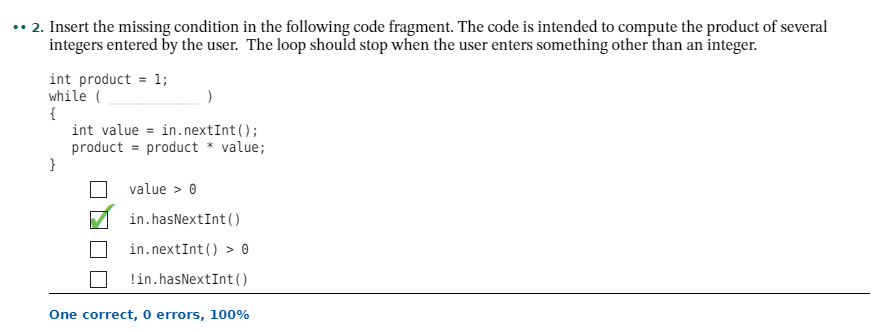 •• 2. Insert the missing condition in the following code fragment. The code is intended to compute the product of several
integers entered by the user. The loop should stop when the user enters something other than an integer.
int product = 1;
while ( )
{
int value = in.nextInt();
product = product * value;
}
value > 0
in.hasNextInt()
in.nextInt() > 0
!in.hasNextInt()
One correct, 0 errors, 100%